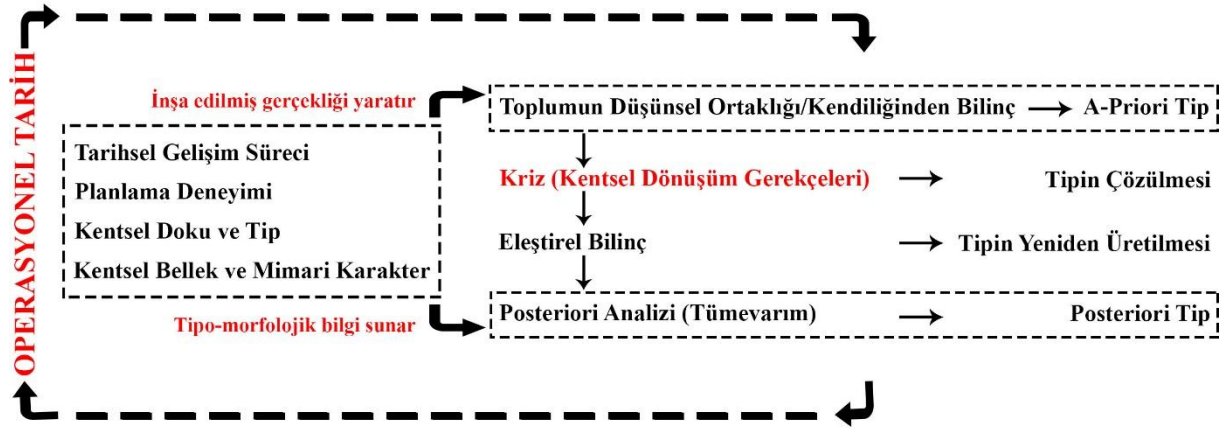 OPERASYONEL TARİH
İnşa edilmiş gerçekliği yaratır
Tarihsel Gelişim Süreci
Planlama Deneyimi
Kentsel Doku ve Tip
Kentsel Bellek ve Mimari Karakter
Tipo-morfolojik bilgi sunar
Toplumun Düşünsel Ortaklığı/Kendiliğinden Bilinç → A-Priori Tip
Kriz (Kentsel Dönüşüm Gerekçeleri) → Tipin Çözülmesi
Eleştirel Bilinç → Tipin Yeniden Üretilmesi
Posteriori Analizi (Tümevarım) → Posteriori Tip